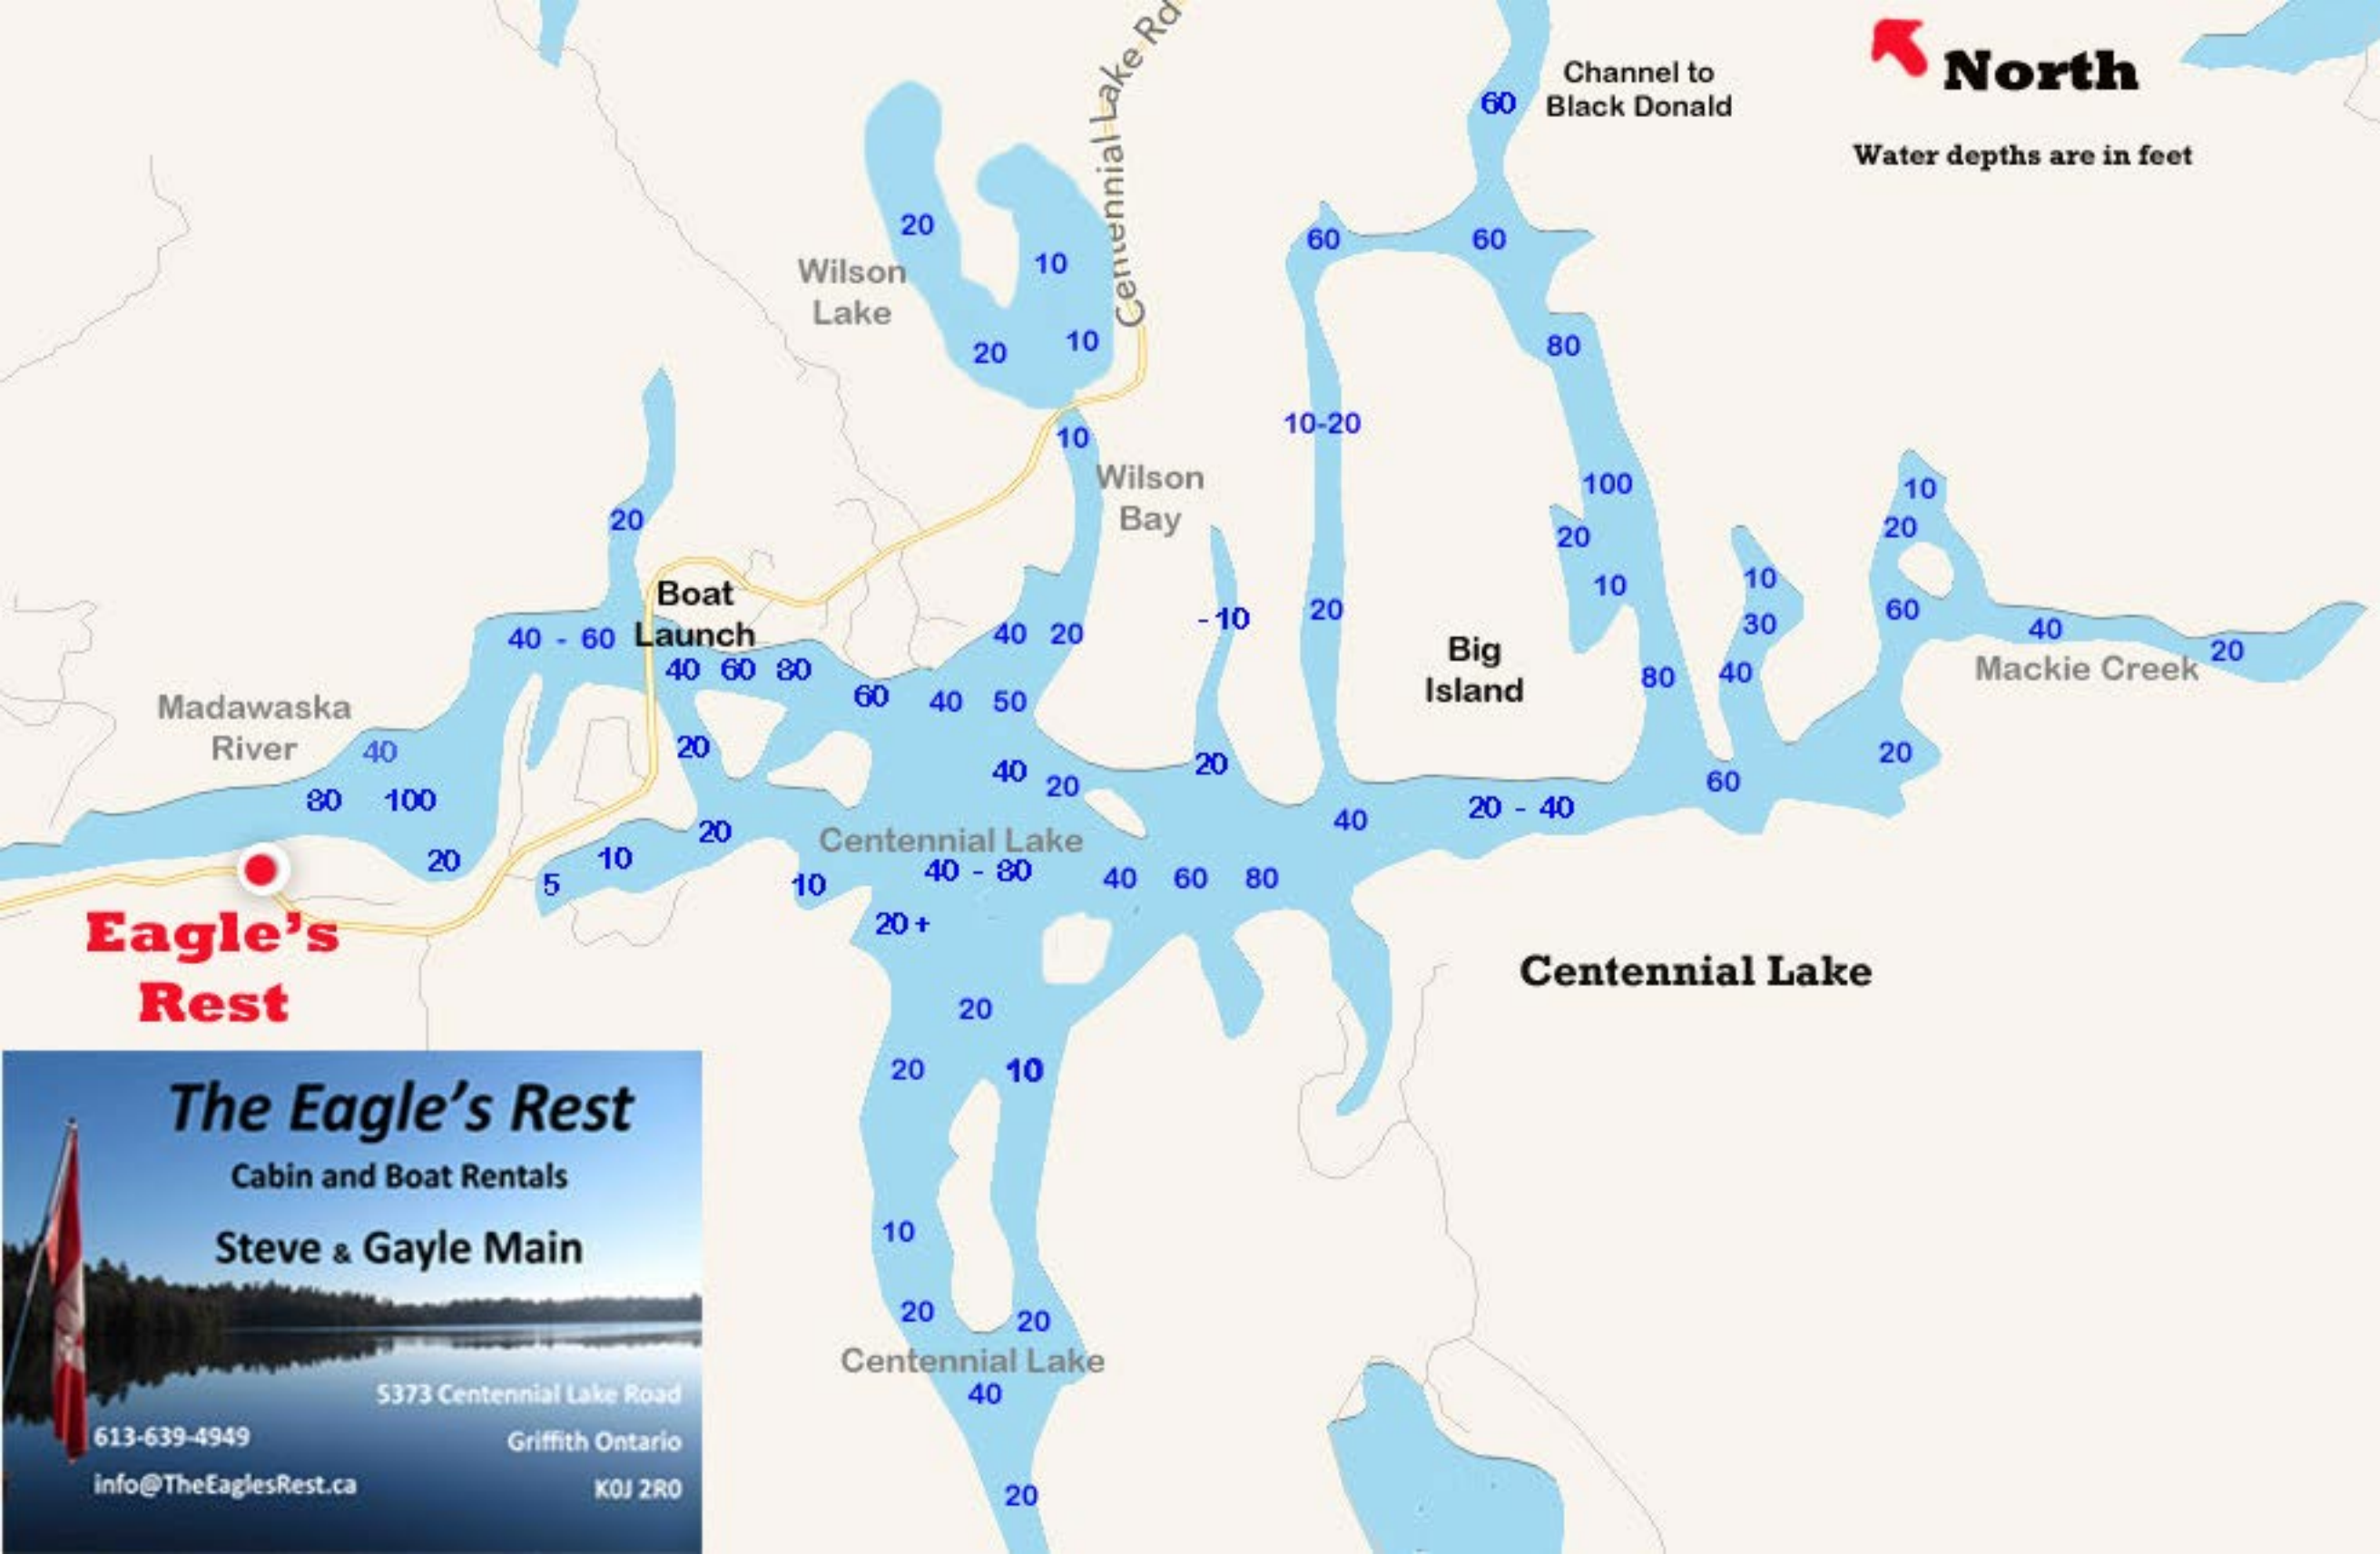 Centennial Lake Rd
Channel to
Black Donald
North
Water depths are in feet
60
20
Wilson
Lake
10
60
60
20
10
80
10
10-20
Wilson
Bay
100
10
20
20
20
10
10
Boat
Launch
40 - 60
40 20
- 10
20
30
60
40
Mackie Creek
20
Big
Island
40 60 80
60
40 50
80
40
Madawaska
River
40
20
40
20
20
60
20
80 100
20
40
20 - 40
Centennial Lake
20
10
5
10
40 - 80
40 60 80
20 +
Eagle's
Rest
Centennial Lake
20
20
10
10
20
20
Centennial Lake
40
20
The Eagle's Rest
Cabin and Boat Rentals
Steve & Gayle Main
5373 Centennial Lake Road
613-639-4949
Griffith Ontario
info@TheEaglesRest.ca
K0J 2R0